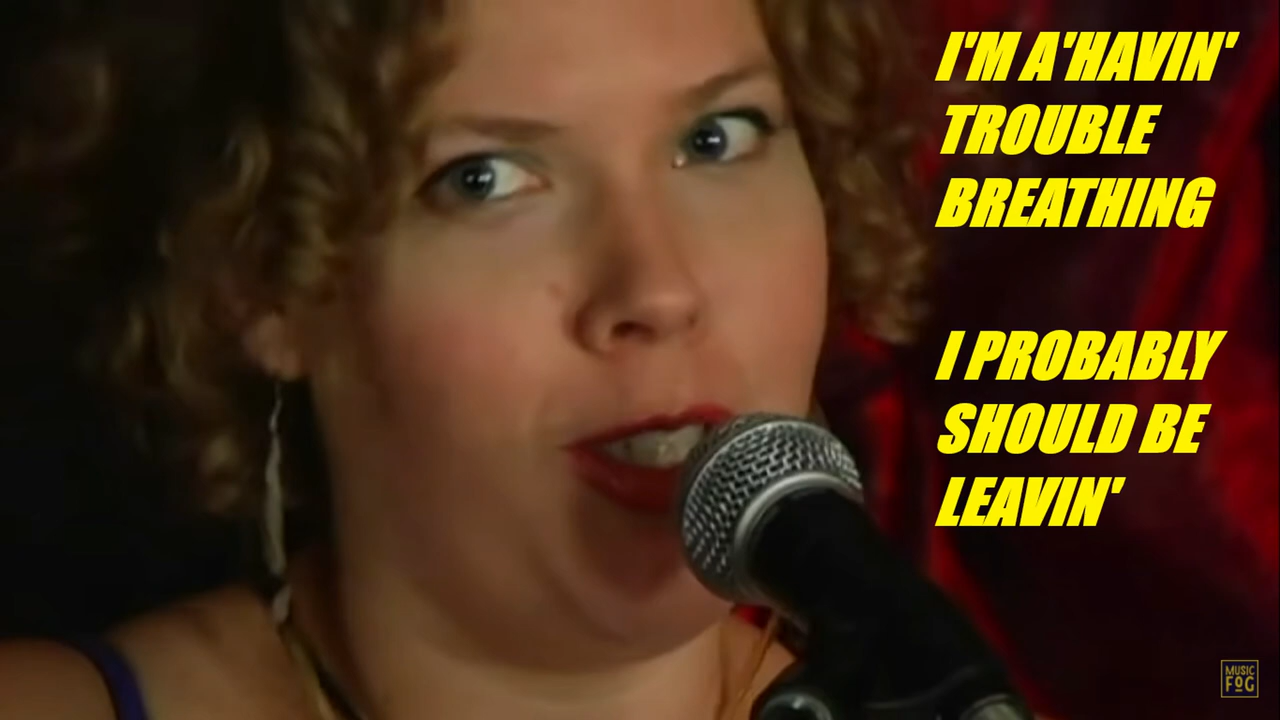 I'M A'HAVIN'
TROUBLE
BREATHING
I PROBABLY
SHOULD BE
LEAVIN'
MUSIC
FOG